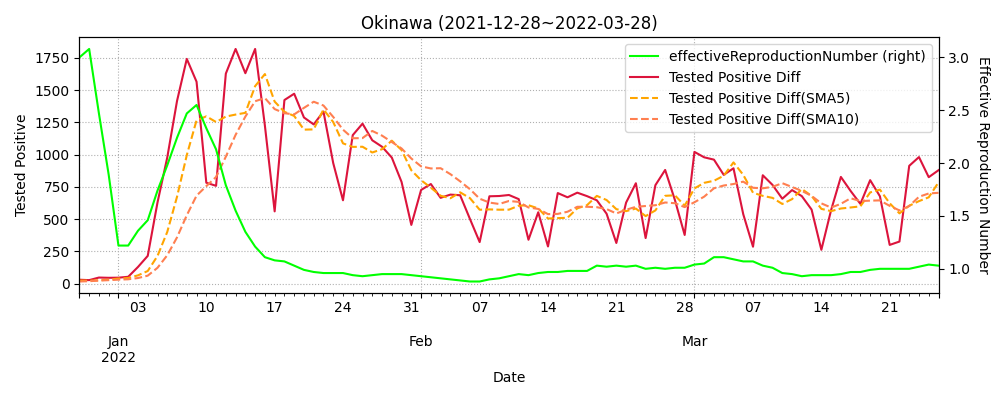 Okinawa (2021-12-28~2022-03-28)
effectiveReproductionNumber (right)
Tested Positive Diff
Tested Positive Diff(SMA5)
Tested Positive Diff(SMA10)
Tested Positive
1750
1500
1250
1000
750
500
250
0
3.0
2.5
2.0
1.5
1.0
Effective Reproduction Number
03 10 17 24 31 07 14 21 28 07 14 21
Jan Feb Mar
2022
Date